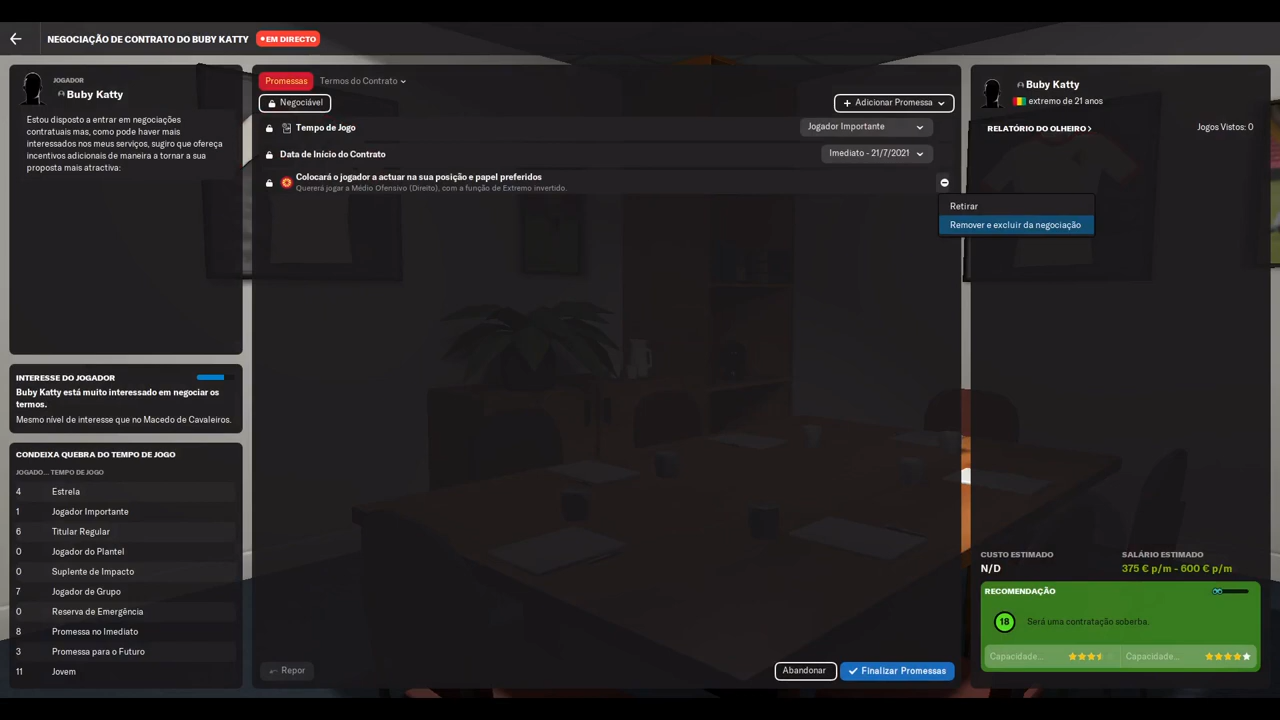 NEGOCIAÇÃO DE CONTRATO DO BUBY KATTY
EM DIRECTO
JOGADOR
Buby Katty
Estou disposto a entrar em negociações
contratuais mas, como pode haver mais
interessados nos meus serviços, sugiro que ofereça
incentivos adicionais de maneira a tornar a sua
proposta mais atractiva:
INTERESSE DO JOGADOR
Buby Katty está muito interessado em negociar os
termos.
Mesmo nível de interesse que no Macedo de Cavaleiros.
CONDEIXA QUEBRA DO TEMPO DE JOGO
JOGADO... TEMPO DE JOGO
4 Estrela
1 Jogador Importante
6 Titular Regular
0 Jogador do Plantel
0 Suplente de Impacto
7 Jogador de Grupo
0 Reserva de Emergência
8 Promessa no Imediato
3 Promessa para o Futuro
11 Jovem
Promessas
Termos do Contrato
Negociável
Adicionar Promessa
Tempo de Jogo
Jogador Importante
Data de Início do Contrato
Imediato - 21/7/2021
Colocará o jogador a actuar na sua posição e papel preferidos
Quererá jogar a Médio Ofensivo (Direito), com a função de Extremo invertido.
Retirar
Remover e excluir da negociação
Repor
Abandonar
Finalizar Promessas
Buby Katty
extremo de 21 anos
RELATÓRIO DO OLHEIRO
Jogos Vistos: 0
CUSTO ESTIMADO
N/D
SALÁRIO ESTIMADO
375 € p/m - 600 € p/m
RECOMENDAÇÃO
18
Será uma contratação soberba.
Capacidade...
Capacidade...